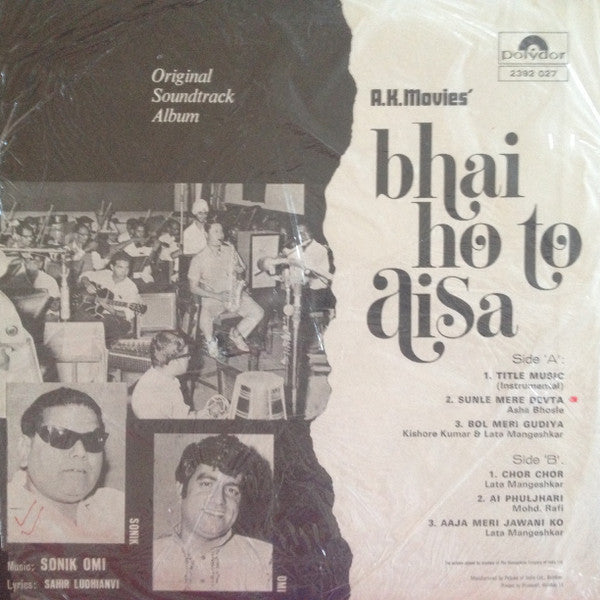 Original
Soundtrack
Album
Polydor
2392 027
A.K.Movies'
bhai
ho to
aisa
Side 'A':
1. TITLE MUSIC
(Instrumental)
2. SUNLE MERE DEVTA
Asha Bhosle
3. BOL MERI GUDIYA
Kishore Kumar & Lata Mangeshkar
Side 'B'.
1. CHOR CHOR
Lata Mangeshkar
2. AI PHULJHARI
Mohd. Rafi
3. AAJA MERI JAWANI KO
Lata Mangeshkar
SONIK
OMI
Music: SONIK OMI
Lyrics: SAHIR LUDHIANVI